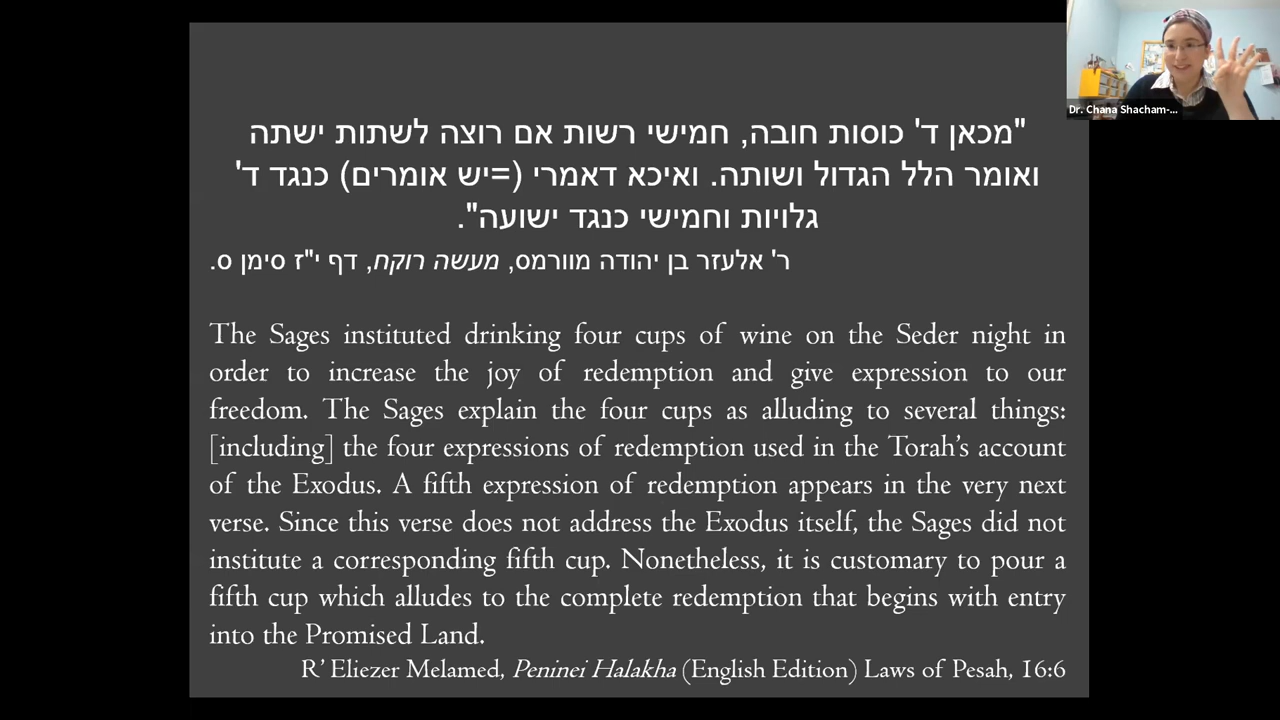 "מכאן ד' כוסות חובה, חמישי רשות אם רוצה לשתות ישתה
ואומר הלל הגדול ושותה. ואיכא דאמרי (=יש אומרים) כנגד ד'
גלויות וחמישי כנגד ישועה".
ר' אלעזר בן יהודה מוורמס, מעשה רוקח, דף י"ז סימן ס.
The Sages instituted drinking four cups of wine on the Seder night in
order to increase the joy of redemption and give expression to our
freedom. The Sages explain the four cups as alluding to several things:
[including] the four expressions of redemption used in the Torah's account
of the Exodus. A fifth expression of redemption appears in the very next
verse. Since this verse does not address the Exodus itself, the Sages did not
institute a corresponding fifth cup. Nonetheless, it is customary to pour a
fifth cup which alludes to the complete redemption that begins with entry
into the Promised Land.
R' Eliezer Melamed, Peninei Halakha (English Edition) Laws of Pesah, 16:6
Dr. Chana Shacham-...